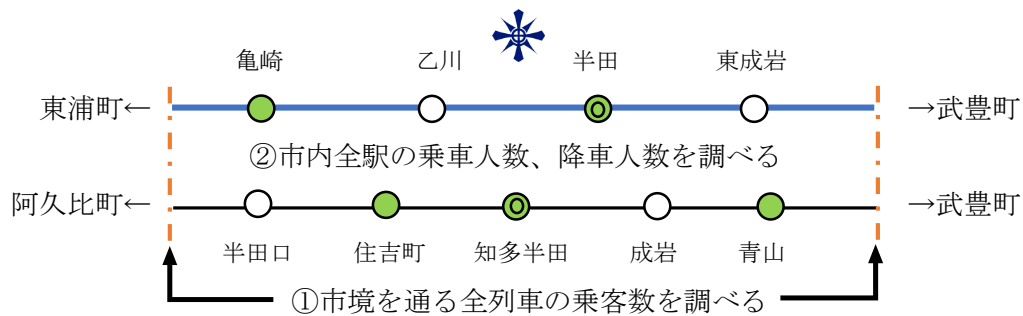 亀崎 乙川 半田 東成岩
東浦町← →武豊町
②市内全駅の乗車人数、降車人数を調べる
阿久比町← →武豊町
半田口 住吉町 知多半田 成岩 青山
①市境を通る全列車の乗客数を調べる